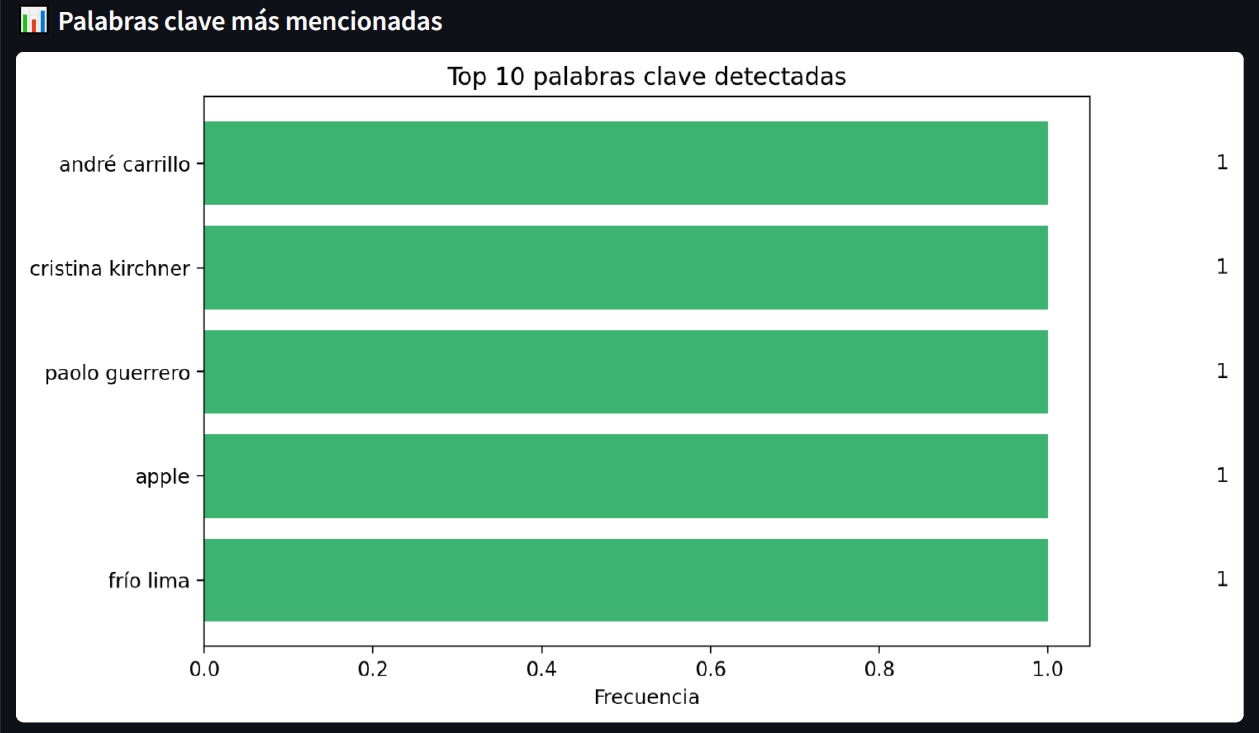 📊 Palabras clave más mencionadas
Top 10 palabras clave detectadas
andré carrillo 1
cristina kirchner 1
paolo guerrero 1
apple 1
frío lima 1
0.0 0.2 0.4 0.6 0.8 1.0
Frecuencia